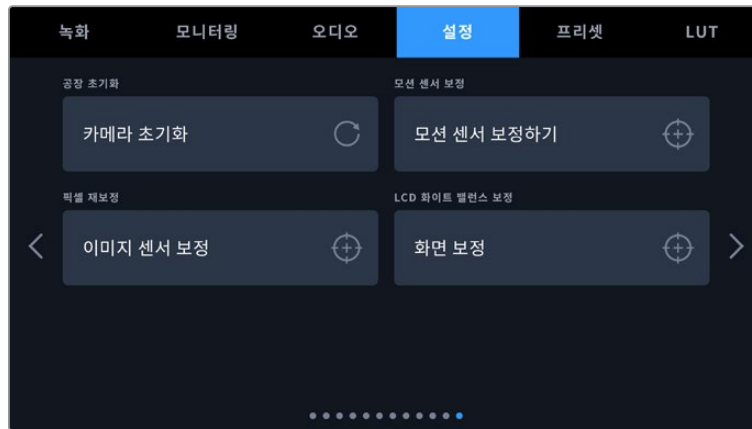 녹화 모니터링 오디오 설정 프리셋 LUT
공장 초기화 모션 센서 보정
카메라 초기화 모션 센서 보정하기
픽셀 재보정 LCD 화이트 밸런스 보정
이미지 센서 보정 화면 보정